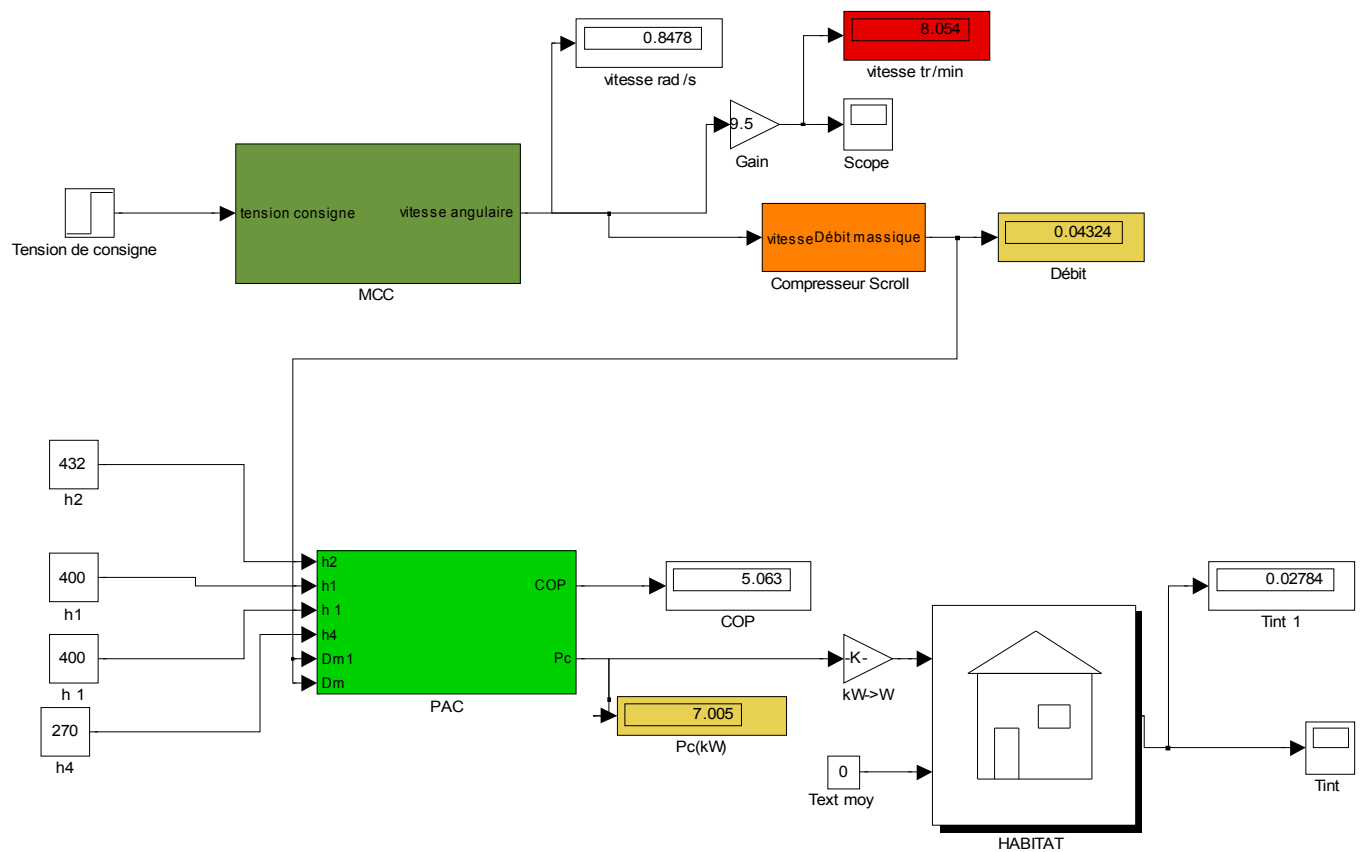 0.8478
vitesse rad /s
8.054
vitesse tr/min
9.5
Gain
Scope
tension consigne
vitesse angulaire
MCC
Tension de consigne
vitesse
Débit massique
Compresseur Scroll
0.04324
Débit
432
h2
400
h1
400
h 1
270
h4
h2
h1
h 1
h4
Dm1
Dm
COP
Pc
PAC
5.063
COP
7.005
Pc(kW)
-K-
kW->W
0
Text moy
HABITAT
0.02784
Tint 1
Tint